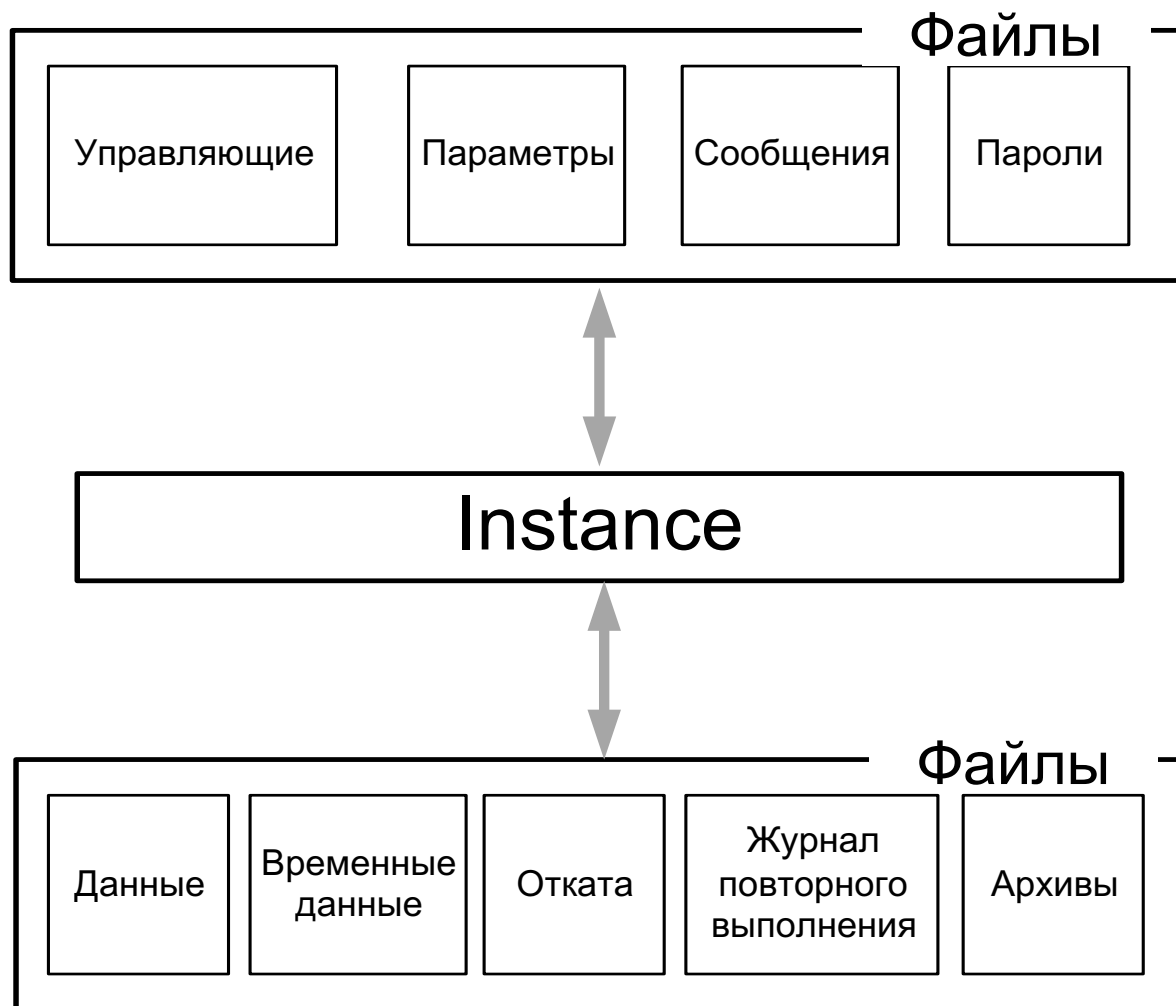 Файлы
Управляющие
Параметры
Сообщения
Пароли
Instance
Файлы
Данные
Временные
данные
Отката
Журнал
повторного
выполнения
Архивы